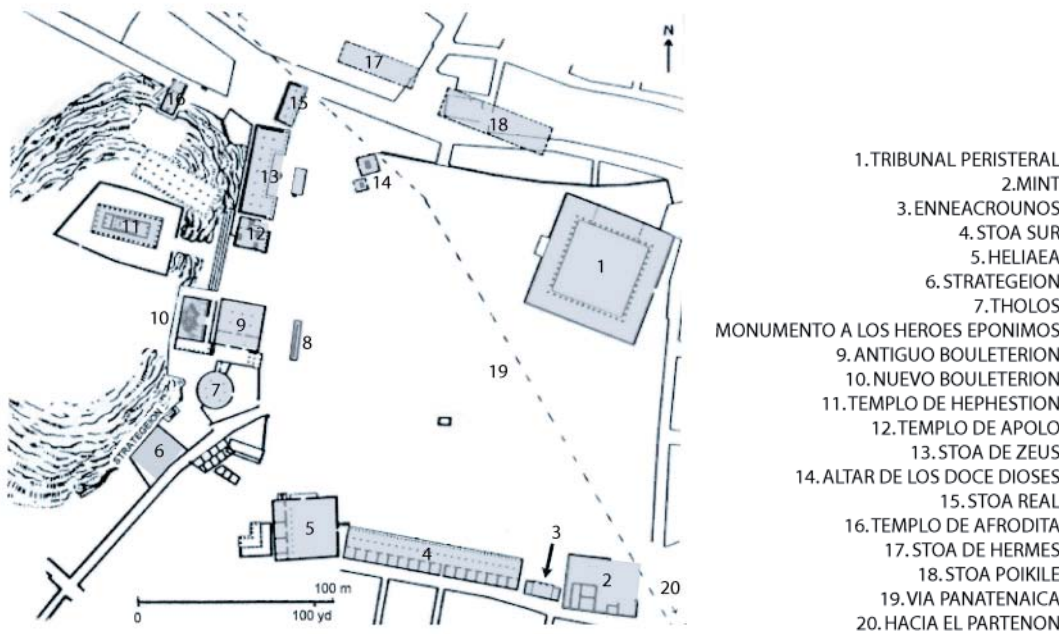 17
N
16
15
18
13
14
11
12
1
10
9
8
19
7
STRATEGEION
6
5
4
3
2
20
100 m
0
100 yd
1.TRIBUNAL PERISTERAL
2.MINT
3.ENNEACROUNOS
4.STOA SUR
5.HELIAEA
6.STRATEGEION
7.THOLOS
MONUMENTO A LOS HEROES EPONIMOS
9.ANTIGUO BOULETERION
10.NUEVO BOULETERION
11.TEMPLO DE HEPHESTION
12.TEMPLO DE APOLO
13.STOA DE ZEUS
14.ALTAR DE LOS DOCE DIOSES
15.STOA REAL
16.TEMPLO DE AFRODITA
17.STOA DE HERMES
18.STOA POIKILE
19.VIA PANATENAICA
20.HACIA EL PARTENON